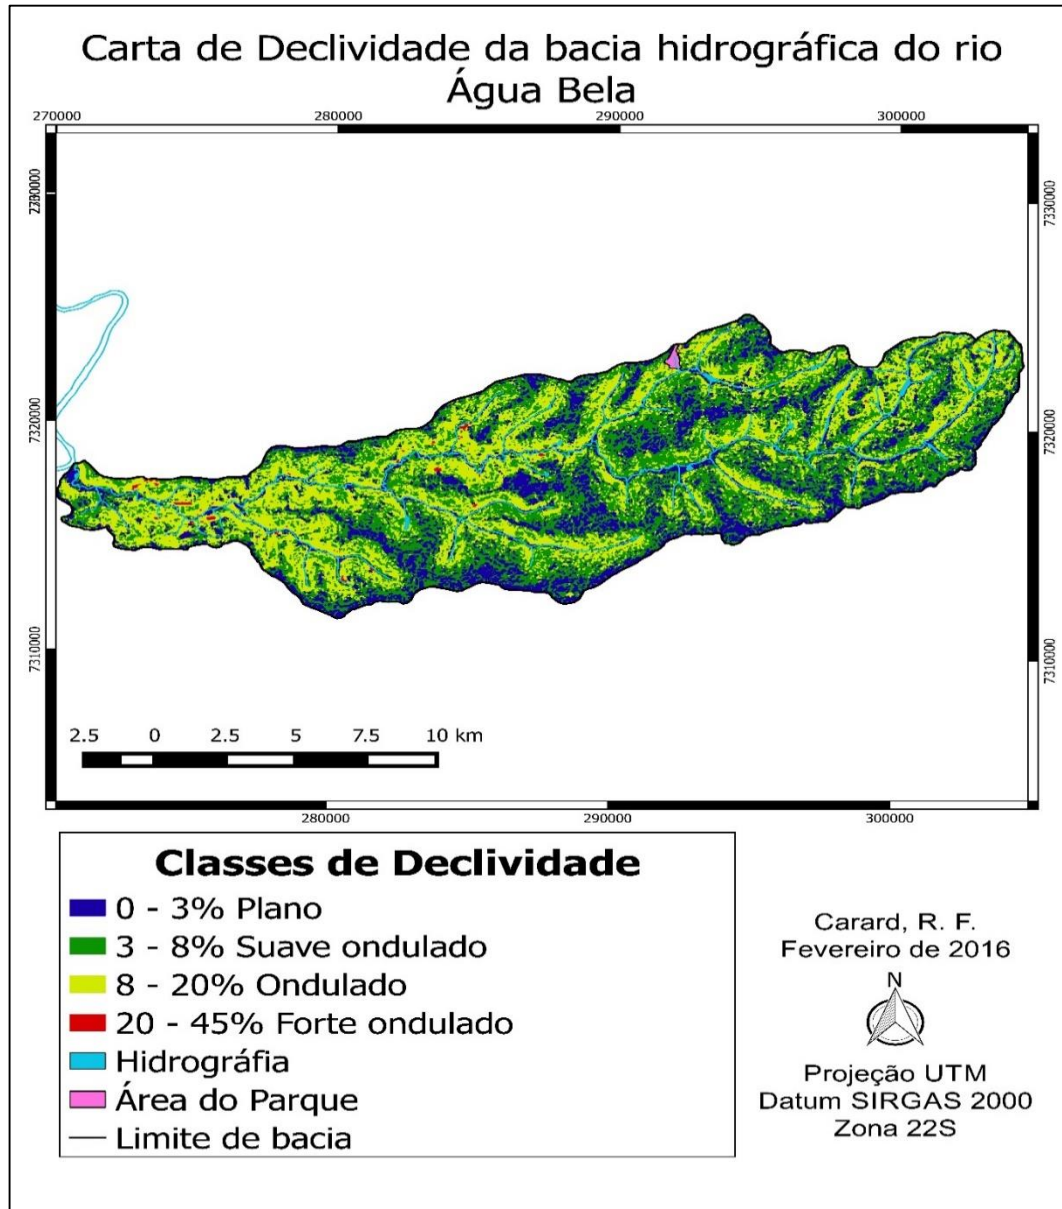 Carta de Declividade da bacia hidrográfica do rio
Água Bela
270000 280000 290000 300000
7330000
7320000 7320000
7310000 7310000
2.5 0 2.5 5 7.5 10 km
280000 290000 300000
Classes de Declividade
0 - 3% Plano
3 - 8% Suave ondulado
8 - 20% Ondulado
20 - 45% Forte ondulado
Hidrográfia
Área do Parque
Limite de bacia
Carard, R. F.
Fevereiro de 2016
N
Projeção UTM
Datum SIRGAS 2000
Zona 22S